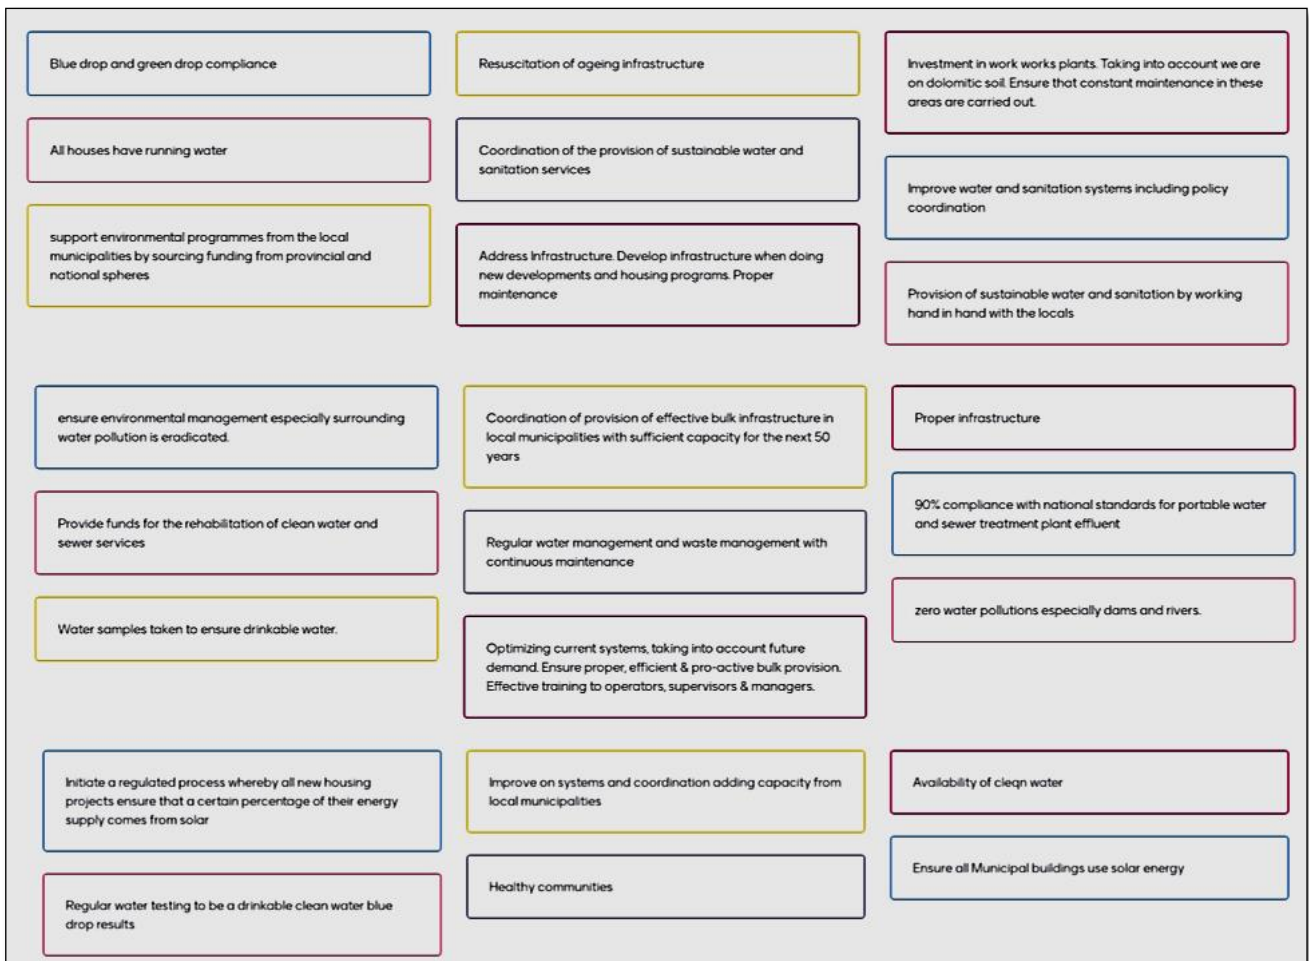 Blue drop and green drop compliance
All houses have running water
support environmental programmes from the local
municipalities by sourcing funding from provincial and
national spheres
Resuscitation of ageing infrastructure
Coordination of the provision of sustainable water and
sanitation services
Address Infrastructure. Develop infrastructure when doing
new developments and housing programs. Proper
maintenance
Investment in work works plants. Taking into account we are
on dolomitic soil. Ensure that constant maintenance in these
areas are carried out.
Improve water and sanitation systems including policy
coordination
Provision of sustainable water and sanitation by working
hand in hand with the locals
ensure environmental management especially surrounding
water pollution is eradicated.
Provide funds for the rehabilitation of clean water and
sewer services
Water samples taken to ensure drinkable water.
Coordination of provision of effective bulk infrastructure in
local municipalities with sufficient capacity for the next 50
years
Regular water management and waste management with
continuous maintenance
Optimizing current systems, taking into account future
demand. Ensure proper, efficient & pro-active bulk provision.
Effective training to operators, supervisors & managers.
Proper infrastructure
90% compliance with national standards for portable water
and sewer treatment plant effluent
zero water pollutions especially dams and rivers.
Initiate a regulated process whereby all new housing
projects ensure that a certain percentage of their energy
supply comes from solar
Regular water testing to be a drinkable clean water blue
drop results
Improve on systems and coordination adding capacity from
local municipalities
Healthy communities
Availability of cleqn water
Ensure all Municipal buildings use solar energy